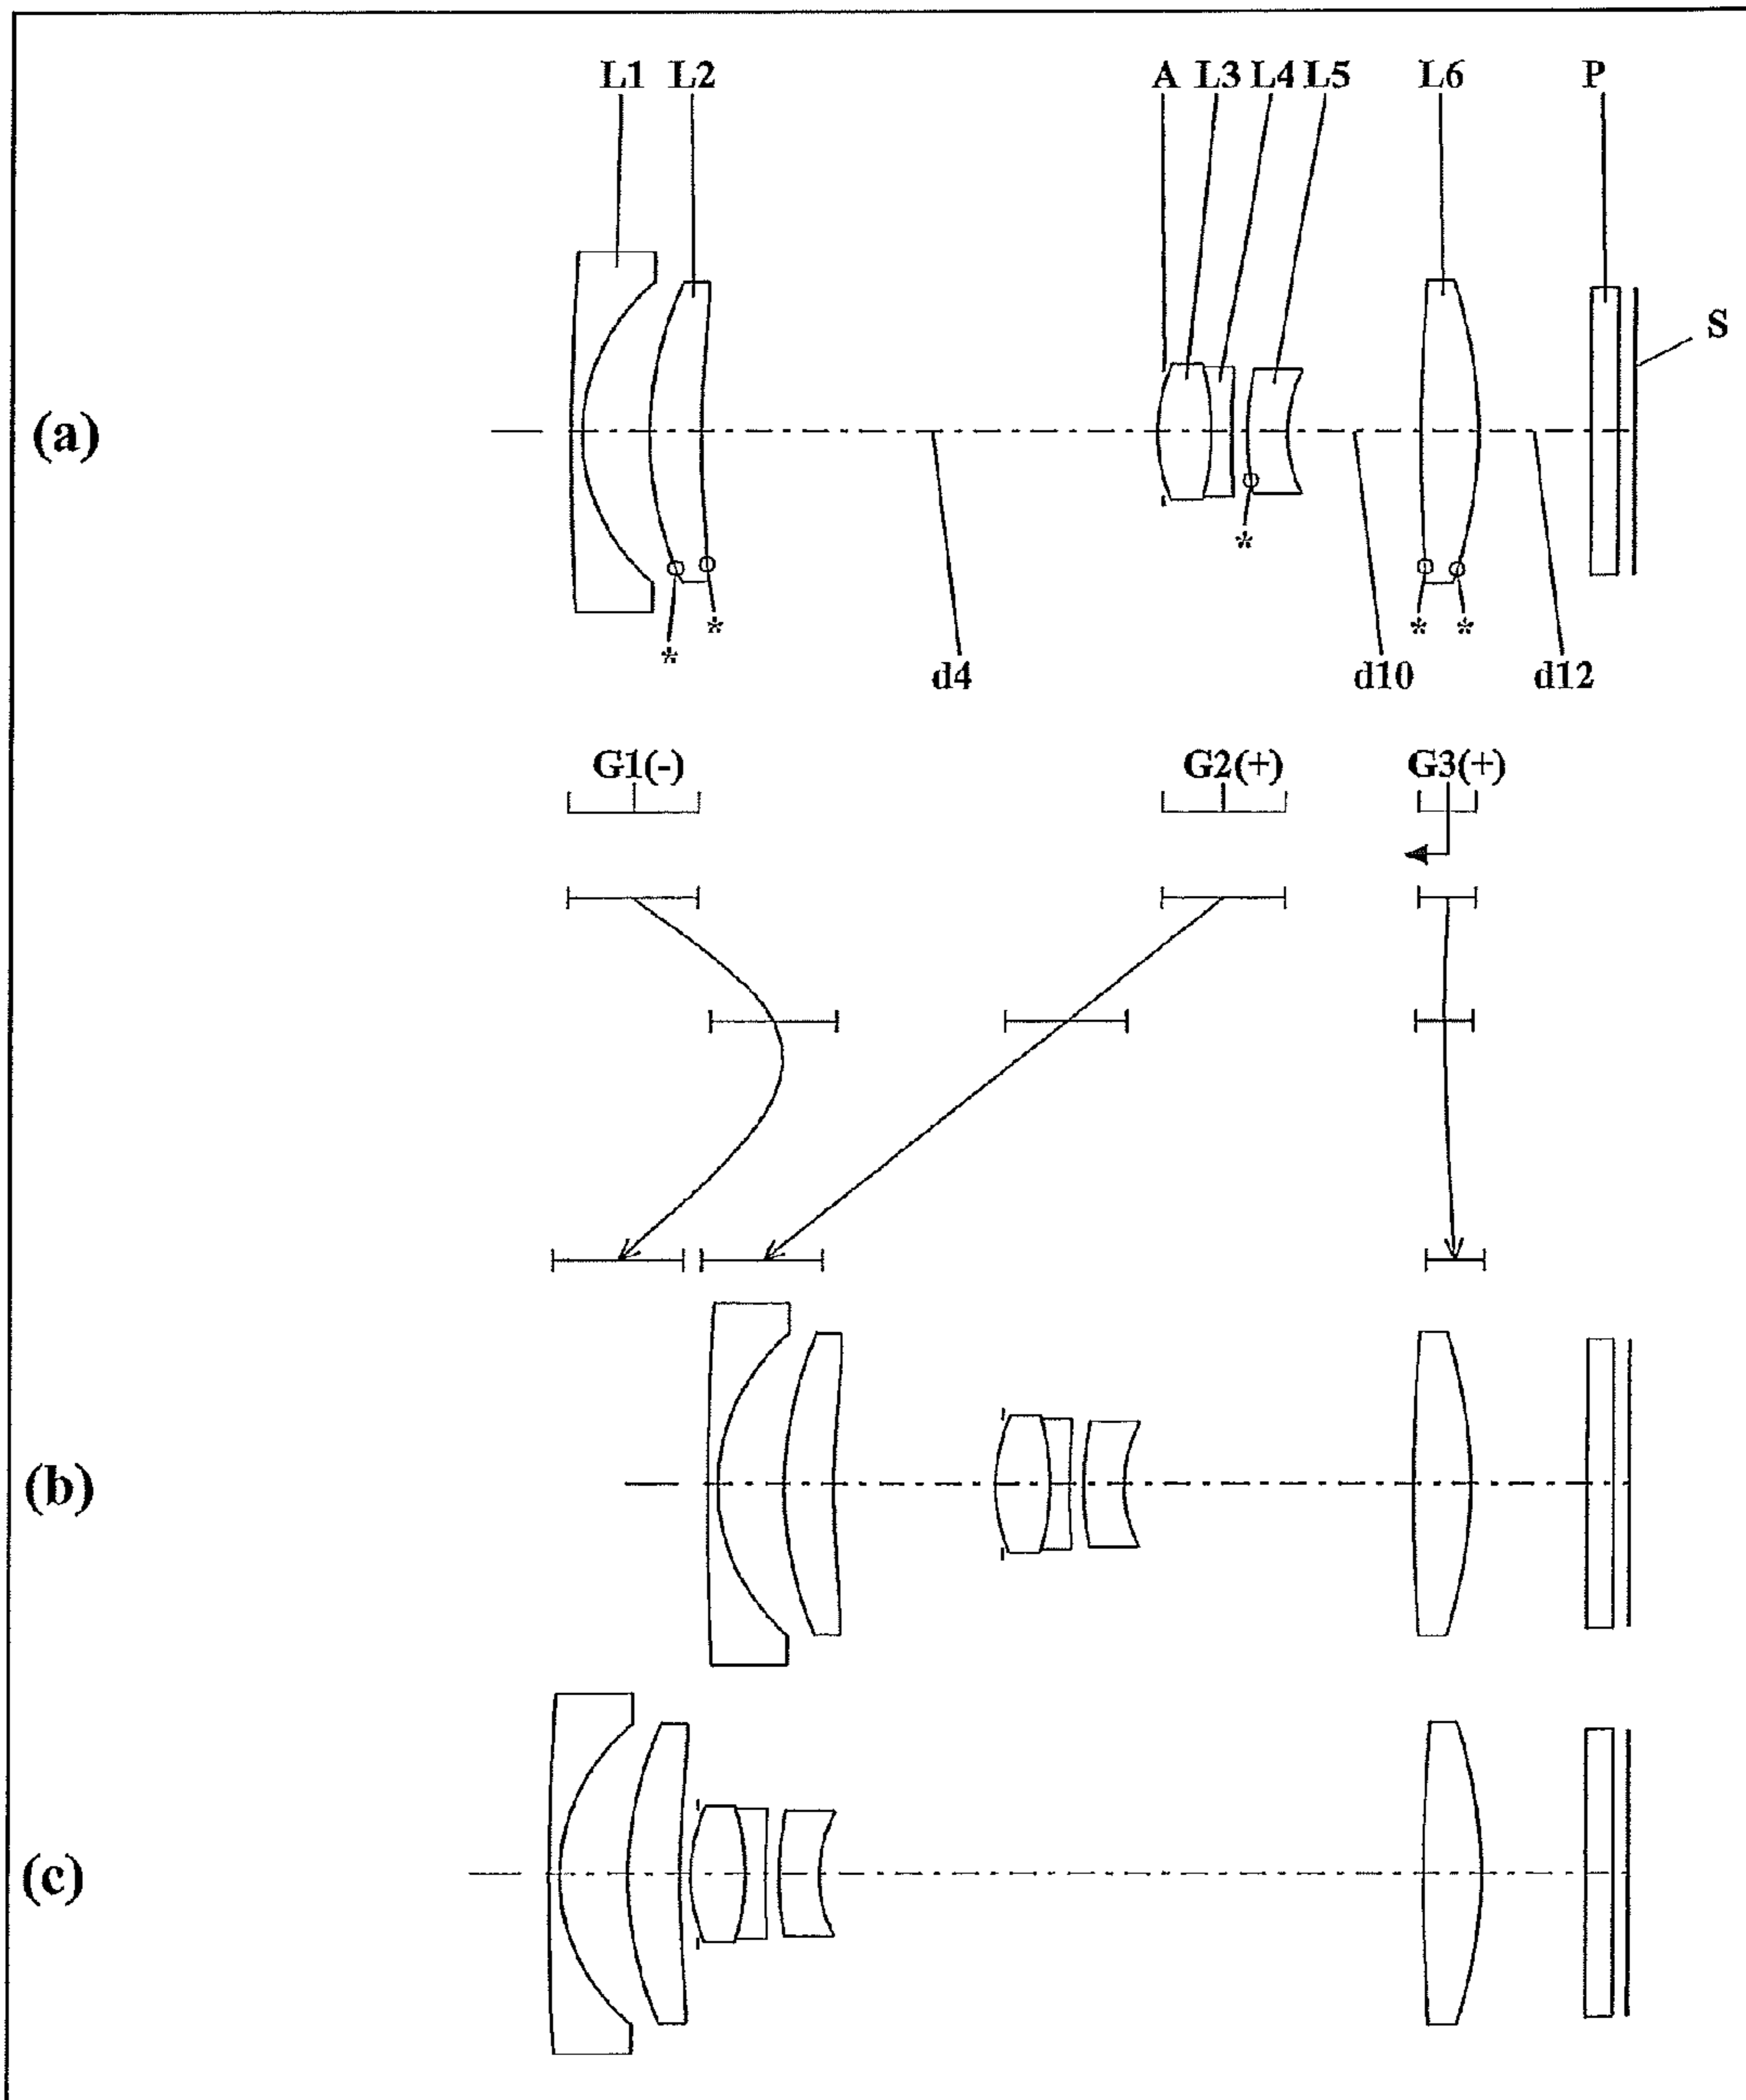 L1 L2 A L3 L4 L5 L6 P
S
(a)
*
* * * *
d4 d10 d12
G1(-) G2(+) G3(+)
(b)
(c)